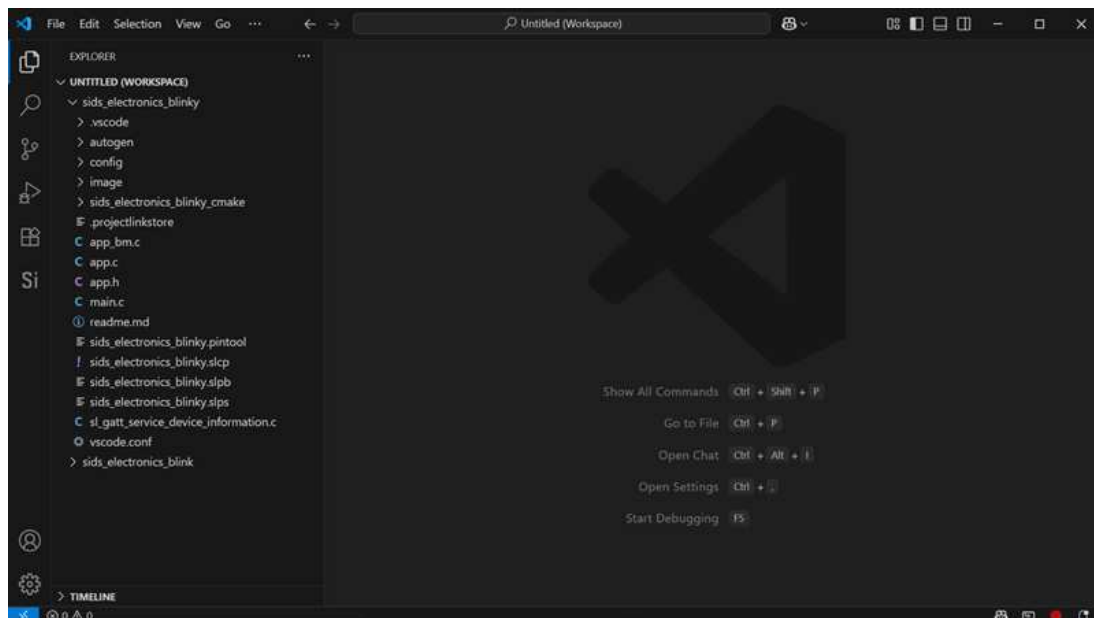 File Edit Selection View Go ··· Untitled (Workspace)
EXPLORER ···
UNTITLED (WORKSPACE)
sids_electronics_blinky
.vscode
autogen
config
image
sids_electronics_blinky_cmake
.projectlinkstore
C app_bm.c
C app.c
C app.h
C main.c
readme.md
sids_electronics_blinky.pintool
! sids_electronics_blinky.slcp
sids_electronics_blinky.slpb
sids_electronics_blinky.slps
C sl_gatt_service_device_information.c
vscode.conf
sids_electronics_blink
Si
Show All Commands Ctrl + Shift + P
Go to File Ctrl + P
Open Chat Ctrl + Alt + I
Open Settings Ctrl + ,
Start Debugging F5
TIMELINE
0 0